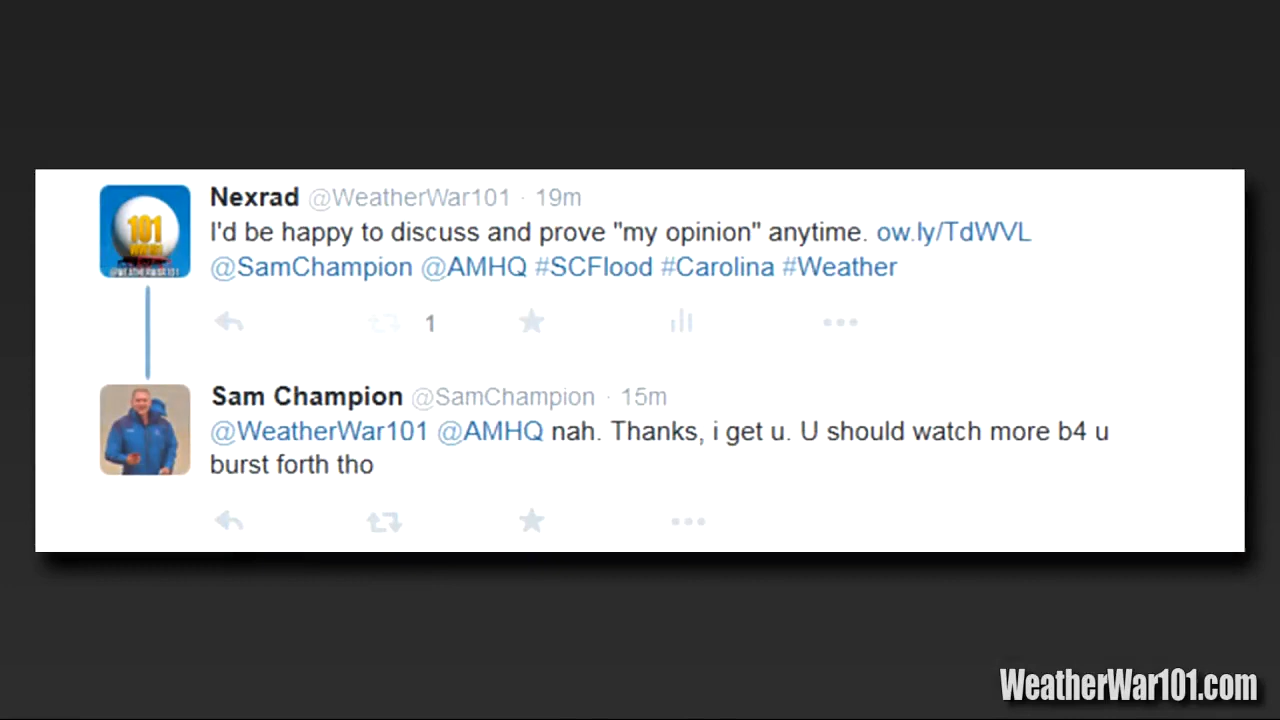 Nexrad @WeatherWar101 · 19m
I'd be happy to discuss and prove "my opinion" anytime. ow.ly/TdWVL
@SamChampion @AMHQ #SCFlood #Carolina #Weather
101
@WEATHERWAR101
1
Sam Champion @SamChampion · 15m
@WeatherWar101 @AMHQ nah. Thanks, i get u. U should watch more b4 u
burst forth tho
WeatherWar101.com